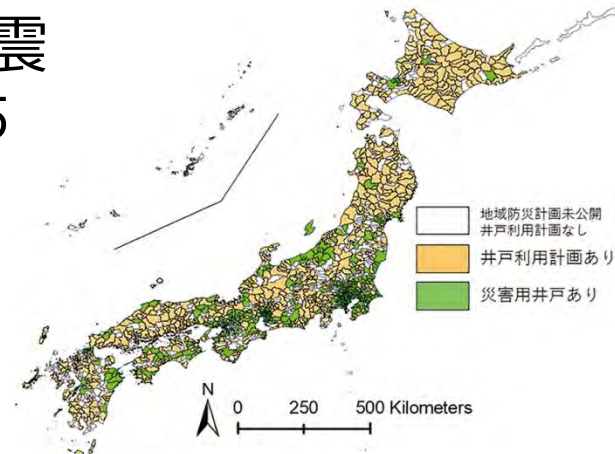 震
5
地域防災計画未公開
井戸利用計画なし
井戸利用計画あり
災害用井戸あり
N
0 250 500 Kilometers